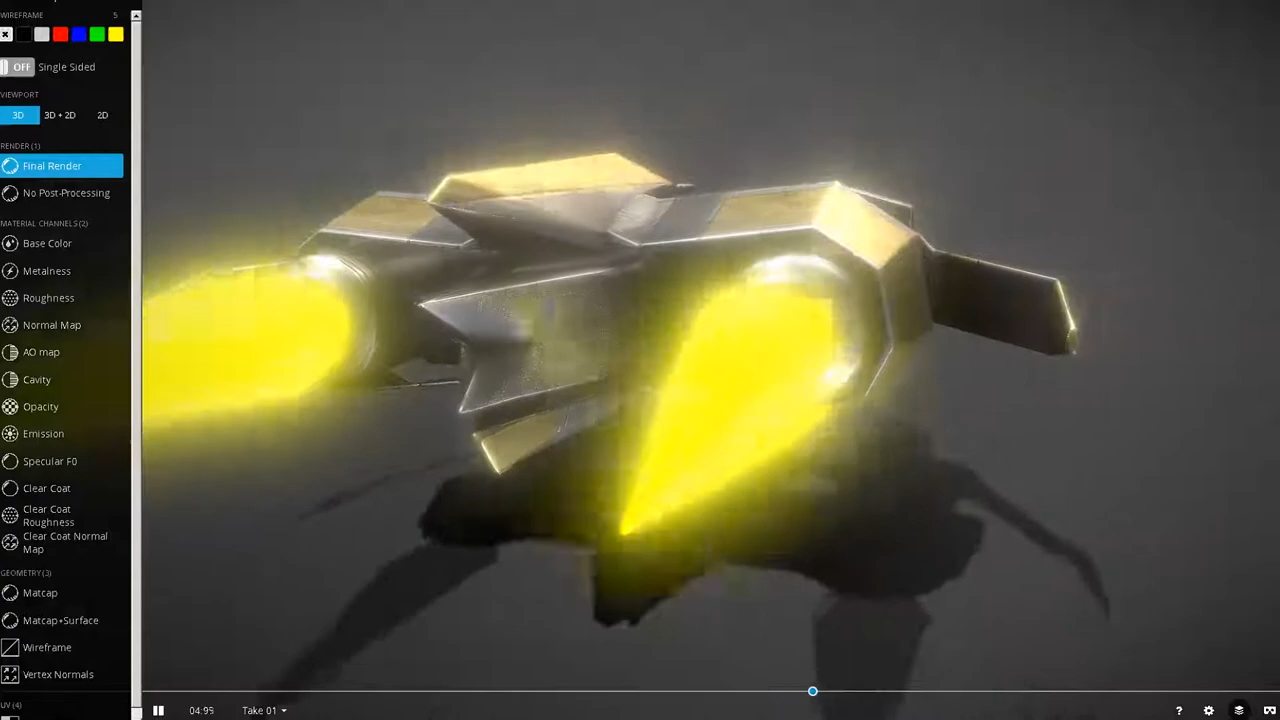 WIREFRAME 5
OFF Single Sided
VIEWPORT
3D 3D + 2D 2D
RENDER (1)
Final Render
No Post-Processing
MATERIAL CHANNELS (2)
Base Color
Metalness
Roughness
Normal Map
AO map
Cavity
Opacity
Emission
Specular F0
Clear Coat
Clear Coat
Roughness
Clear Coat Normal
Map
GEOMETRY (3)
Matcap
Matcap+Surface
Wireframe
Vertex Normals
UV (4)
04:95 Take 01 ?